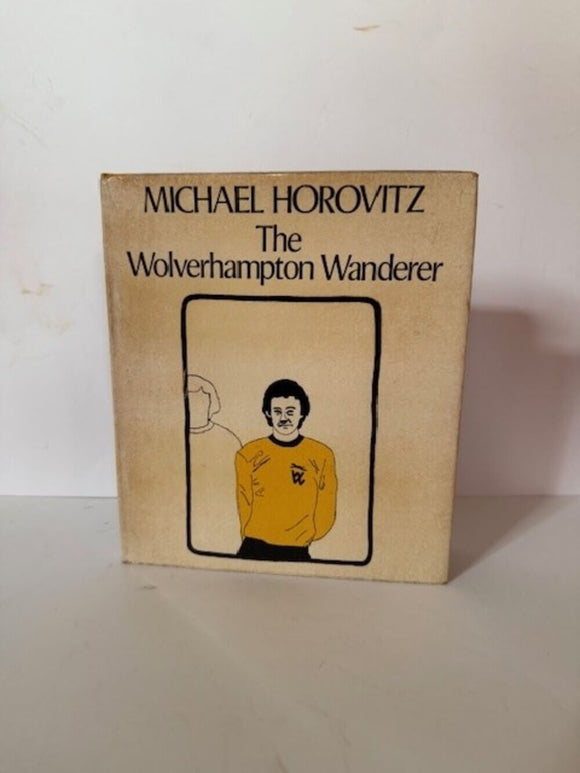 MICHAEL HOROVITZ
The
Wolverhampton Wanderer